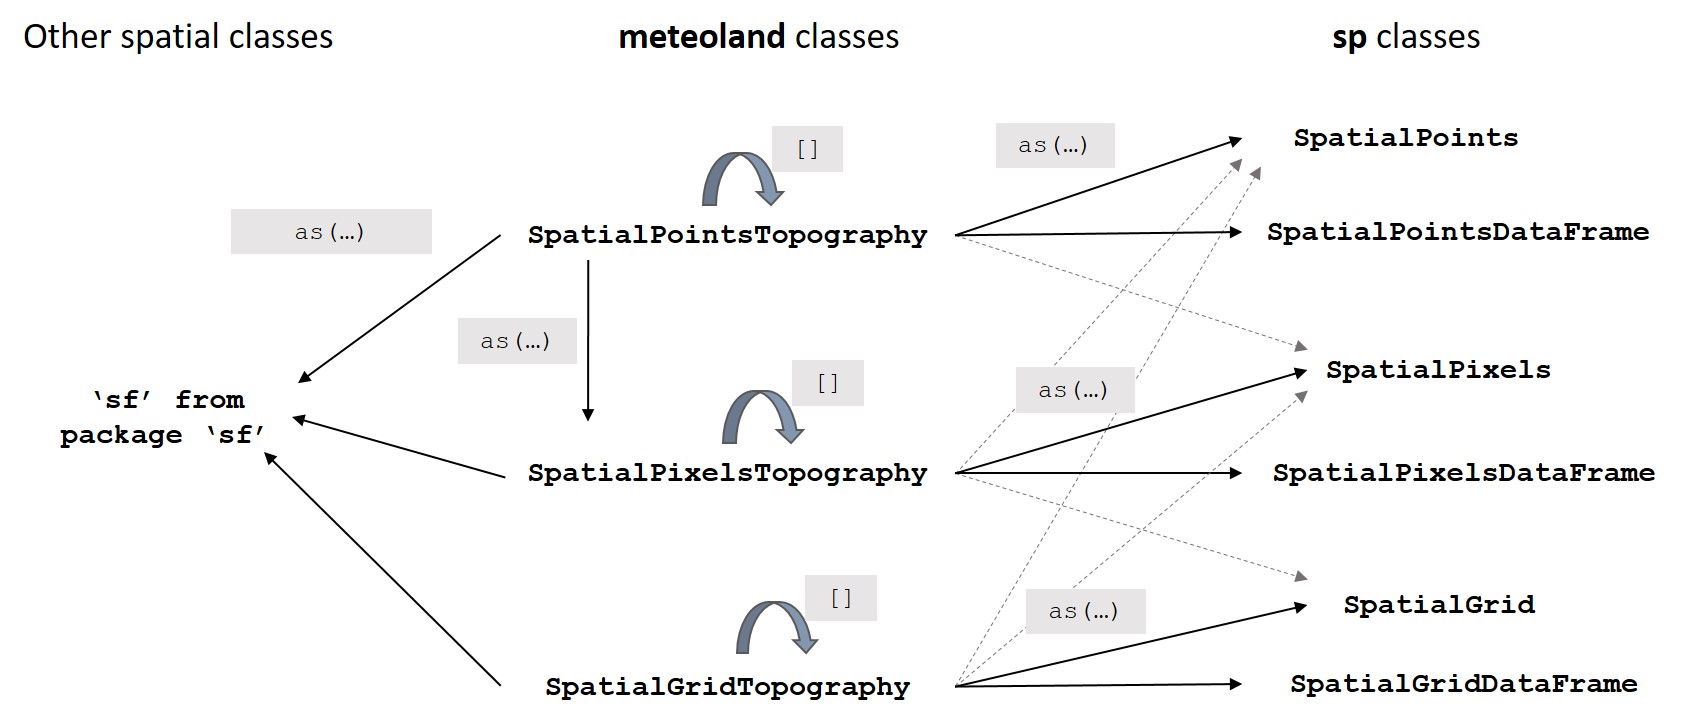 Other spatial classes
meteoland classes
sp classes
[]
as(…)
SpatialPoints
as(…)
SpatialPointsTopography
SpatialPointsDataFrame
as(…)
[]
as(…)
SpatialPixels
‘sf’ from
package ‘sf’
SpatialPixelsTopography
SpatialPixelsDataFrame
[]
as(…)
SpatialGrid
SpatialGridTopography
SpatialGridDataFrame